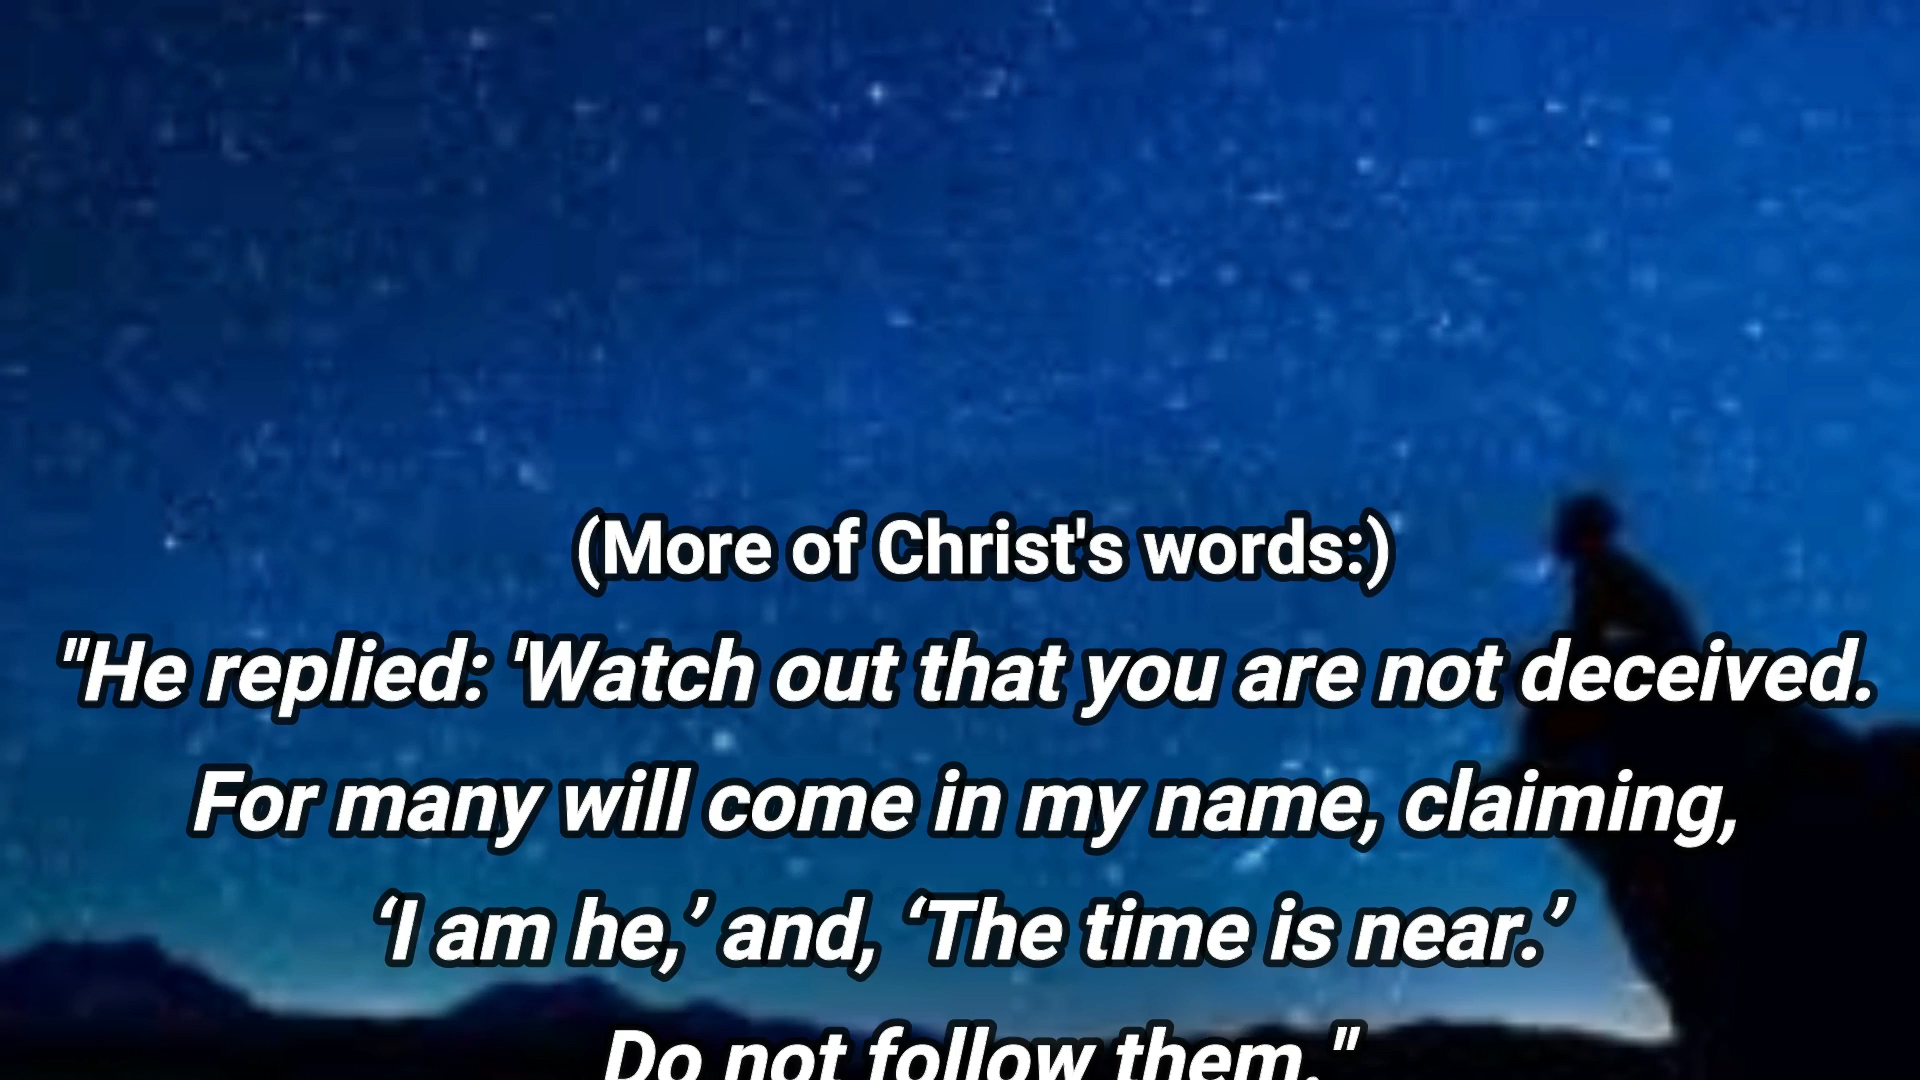 (More of Christ's words:)
"He replied: 'Watch out that you are not deceived.
For many will come in my name, claiming,
‘I am he,’ and, ‘The time is near.’
Do not follow them."